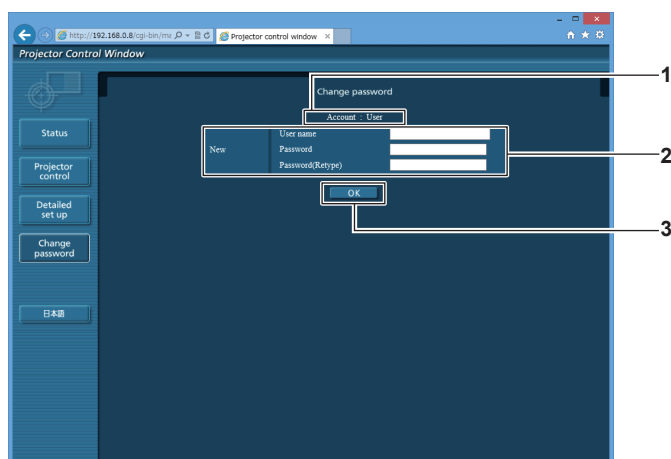 http://192.168.0.8/cgi-bin/ma
Projector control window
Projector Control Window
1
Change password
Account : User
Status
User name
New
Password
2
Password(Retype)
Projector
control
OK
Detailed
set up
3
Change
password
日本語